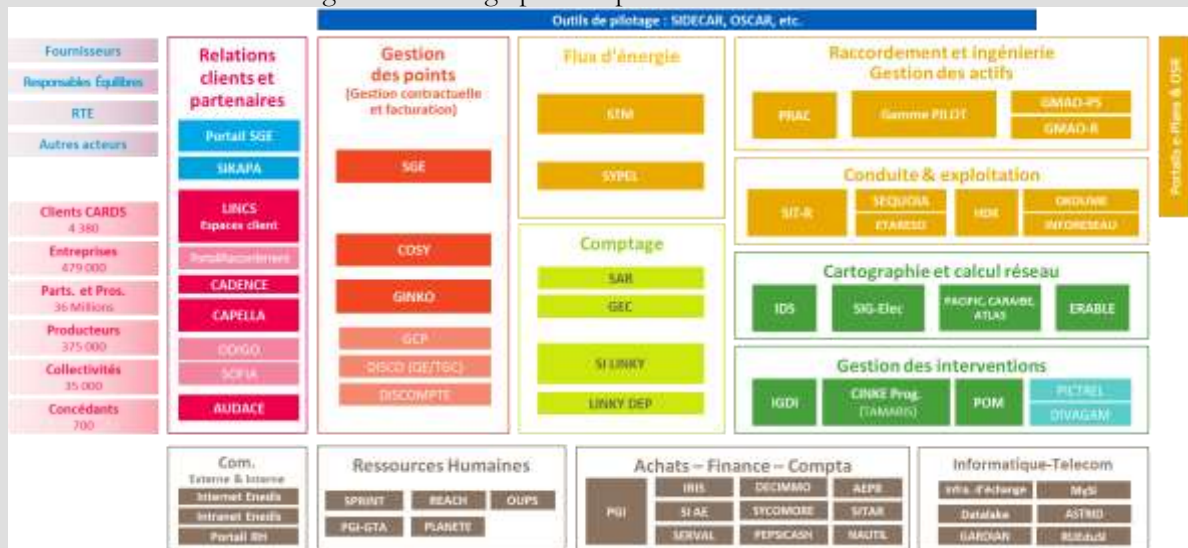 Outils de pilotage : SIDECAR, OSCAR, etc.
Fournisseurs
Responsables Équilibres
RTE
Autres acteurs
Clients CARDS
4 380
Entreprises
479 000
Parts. et Pros.
36 Millions
Producteurs
375 000
Collectivités
35 000
Concédants
700
Relations
clients et
partenaires
Portail SGE
SIKAPA
LINCS
Espaces client
CADENCE
CAPELLA
SOFIA
AUDACE
Gestion
des points
(Gestion contractuelle
et facturation)
SGE
COSY
GINKO
GCP
DISCO (QE/TGC)
DISCOMPTE
Flux d'énergie
STM
SYPEL
Comptage
SAR
GEC
SI LINKY
LINKY DEP
Raccordement et ingénierie
Gestion des actifs
PRAC
Gamme PILOT
GMAO-PS
GMAO-R
Conduite & exploitation
SIT-R
SEQUOIA
ETARESO
OKOUME
INFORESEAU
Portails e-Plans & OSR
Cartographie et calcul réseau
IDS
SIG-Elec
PACIFIC, CARAIBE,
ATLAS
ERABLE
Gestion des interventions
IGDI
CINKE Prog.
(TAMARIS)
POM
PICTREL
DIVAGAM
Com.
Externe & Interne
Internet Enedis
Intranet Enedis
Portail RH
Ressources Humaines
SPRINT
REACH
OUPS
PGI-GTA
PLANETE
Achats – Finance – Compta
PGI
IRIS
DECIMMO
SI AE
SYCOMORE
SITAR
SERVAL
PEPSICASH
NAUTIL
Informatique-Telecom
Infra. d'échange
MySI
Datalake
ASTRID
GARDIAN